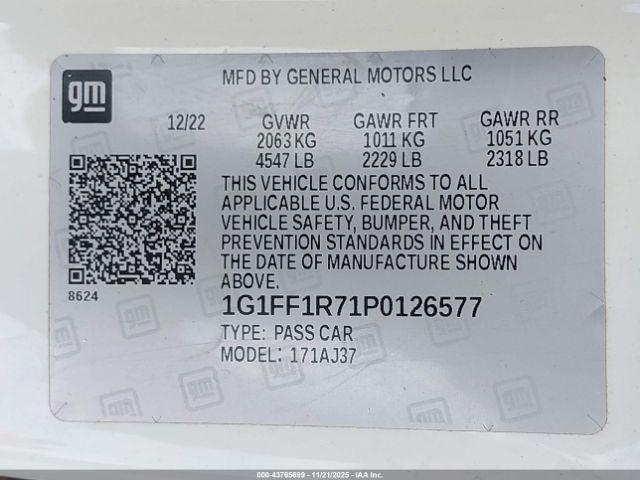 gm
MFD BY GENERAL MOTORS LLC
12/22 GVWR GAWR FRT GAWR RR
2063 KG 1011 KG 1051 KG
4547 LB 2229 LB 2318 LB
THIS VEHICLE CONFORMS TO ALL
APPLICABLE U.S. FEDERAL MOTOR
VEHICLE SAFETY, BUMPER, AND THEFT
PREVENTION STANDARDS IN EFFECT ON
THE DATE OF MANUFACTURE SHOWN
ABOVE.
8624
1G1FF1R71P0126577
TYPE: PASS CAR
MODEL: 171AJ37
000-43765699 - 11/21/2025 - IAA, Inc.